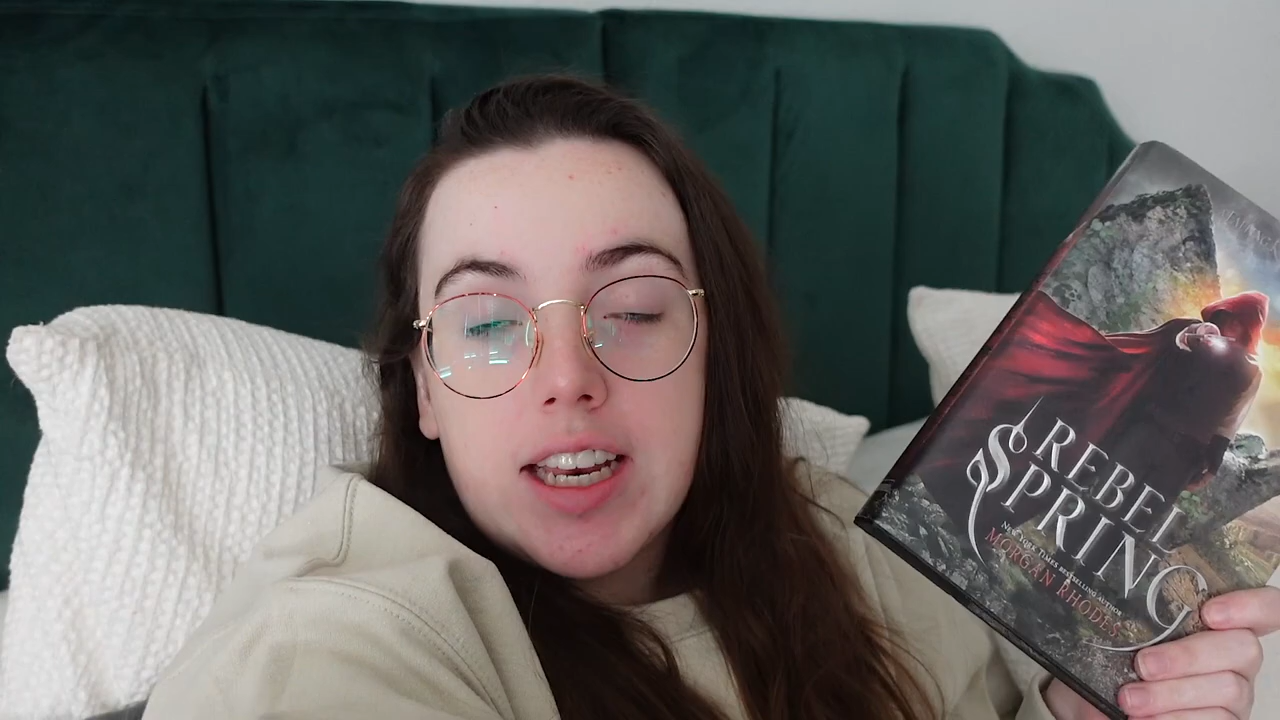 REBEL
SPRING
NEW YORK TIMES BESTSELLING AUTHOR
MORGAN RHODES